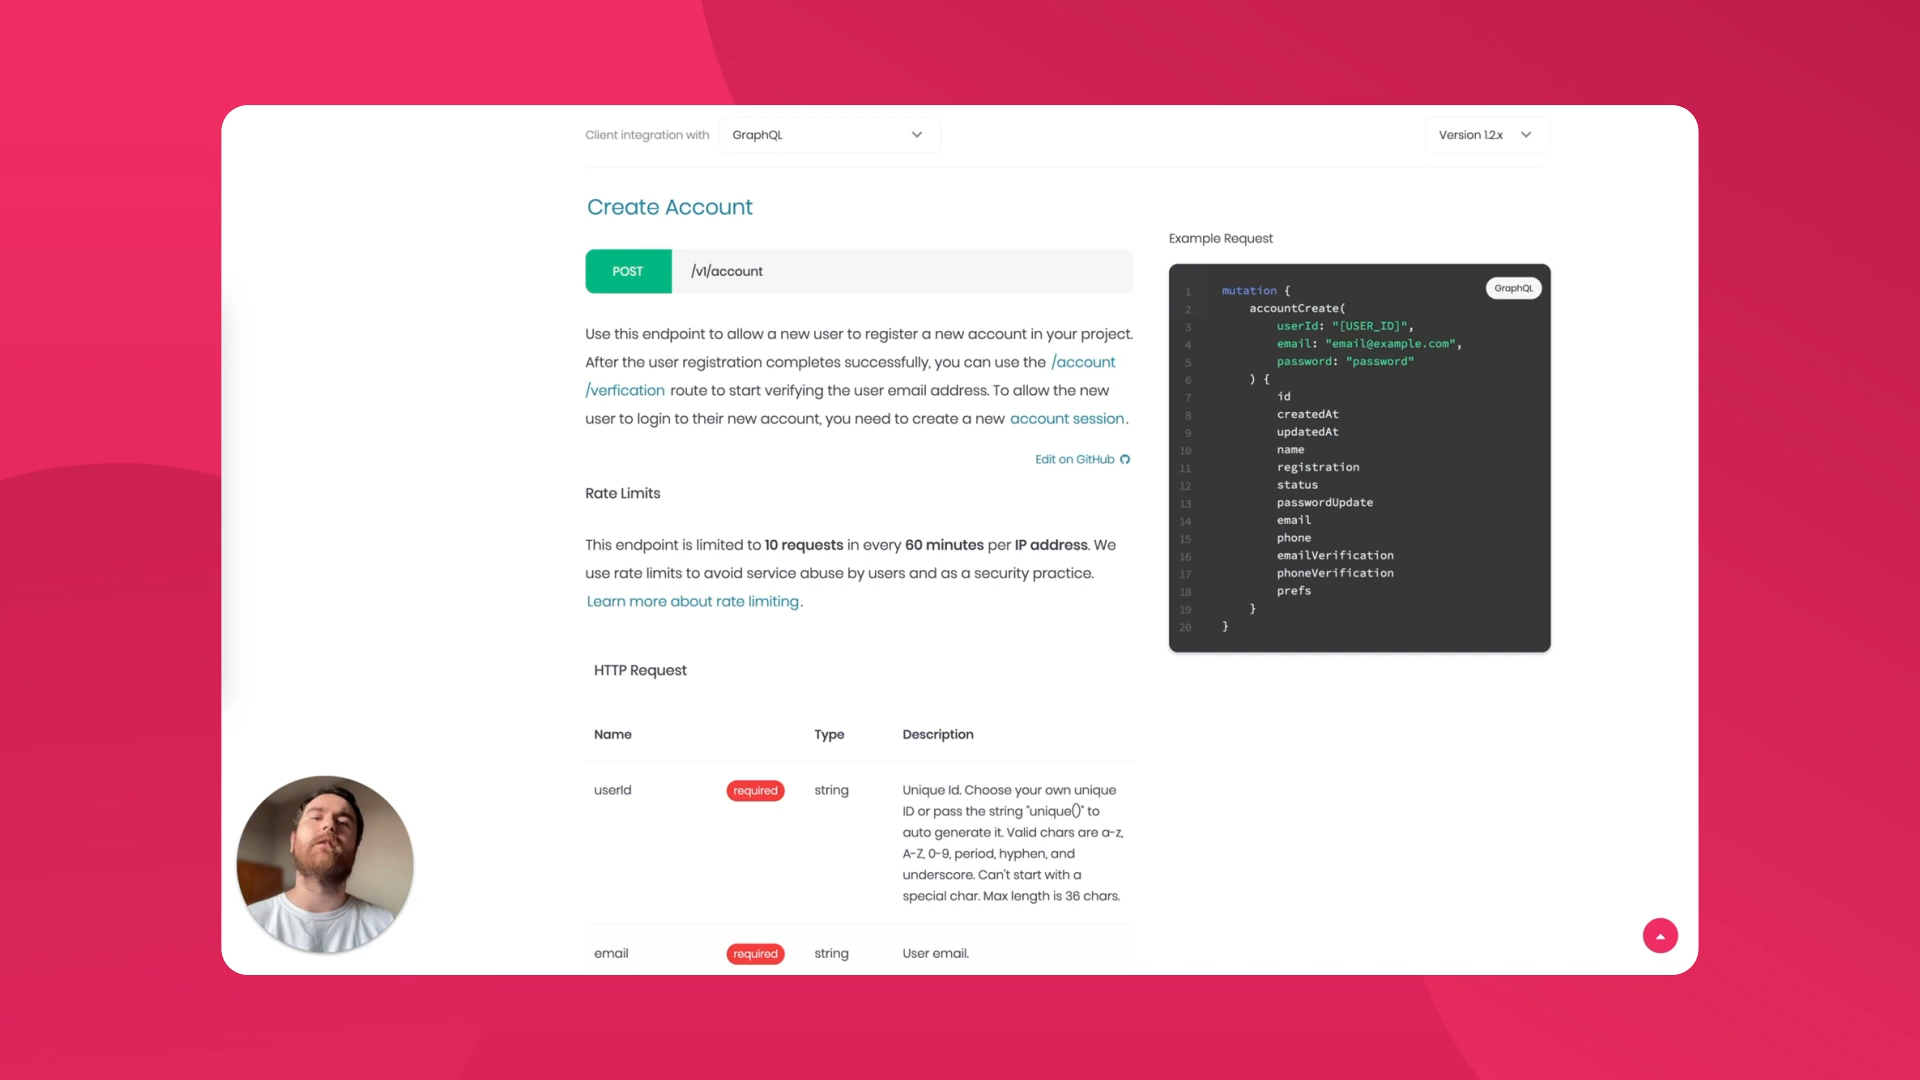 Client integration with GraphQL Version 1.2.x
Create Account
POST /v1/account
Use this endpoint to allow a new user to register a new account in your project.
After the user registration completes successfully, you can use the /account
/verfication route to start verifying the user email address. To allow the new
user to login to their new account, you need to create a new account session.
Edit on GitHub
Rate Limits
This endpoint is limited to 10 requests in every 60 minutes per IP address. We
use rate limits to avoid service abuse by users and as a security practice.
Learn more about rate limiting.
HTTP Request
Name Type Description
userId required string Unique Id. Choose your own unique
ID or pass the string "unique()" to
auto generate it. Valid chars are a-z,
A-Z, 0-9, period, hyphen, and
underscore. Can't start with a
special char. Max length is 36 chars.
email required string User email.
Example Request
GraphQL
1 mutation {
2 accountCreate(
3 userId: "[USER_ID]",
4 email: "email@example.com",
5 password: "password"
6 ) {
7 id
8 createdAt
9 updatedAt
10 name
11 registration
12 status
13 passwordUpdate
14 email
15 phone
16 emailVerification
17 phoneVerification
18 prefs
19 }
20 }